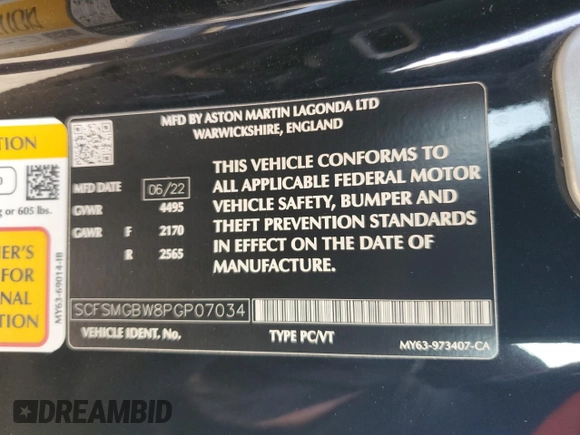 MFD BY ASTON MARTIN LAGONDA LTD
WARWICKSHIRE, ENGLAND
MFD DATE 06/22
GVWR 4495
GAWR F 2170
R 2565
THIS VEHICLE CONFORMS TO
ALL APPLICABLE FEDERAL MOTOR
VEHICLE SAFETY, BUMPER AND
THEFT PREVENTION STANDARDS
IN EFFECT ON THE DATE OF
MANUFACTURE.
SCFSMGBW8PGP07034
VEHICLE IDENT. No.
TYPE PC/VT
MY63-973407-CA
TION
g or 605 lbs.
ER'S
FOR
ONAL
TION
MY63-69014-1B
DREAMBID